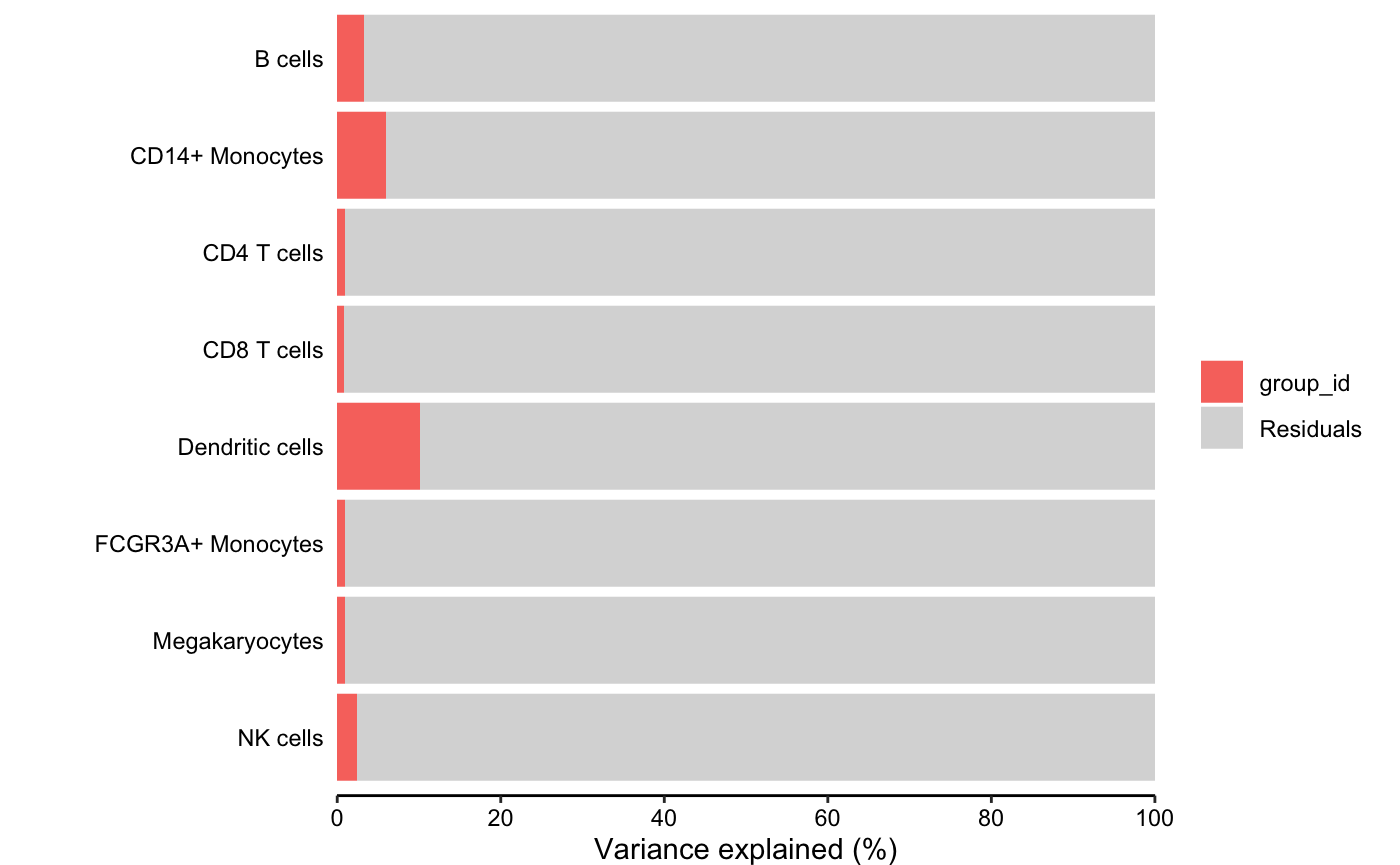 B cells
CD14+ Monocytes
CD4 T cells
CD8 T cells
Dendritic cells
FCGR3A+ Monocytes
Megakaryocytes
NK cells
0 20 40 60 80 100
Variance explained (%)
group_id
Residuals